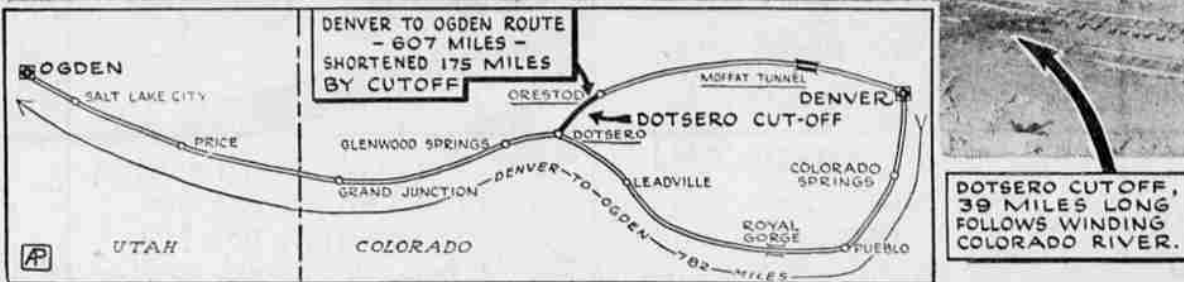 DENVER TO OGDEN ROUTE
- 607 MILES -
SHORTENED 175 MILES
BY CUTOFF
OGDEN
SALT LAKE CITY
PRICE
GRAND JUNCTION
GLENWOOD SPRINGS
ORESTOD
MOFFAT TUNNEL
DENVER
DOTSERO CUT-OFF
DOTSERO
LEADVILLE
COLORADO
SPRINGS
ROYAL
GORGE
PUEBLO
DENVER-TO-OGDEN-782-MILES
UTAH
COLORADO
AP
DOTSERO CUTOFF,
39 MILES LONG
FOLLOWS WINDING
COLORADO RIVER.